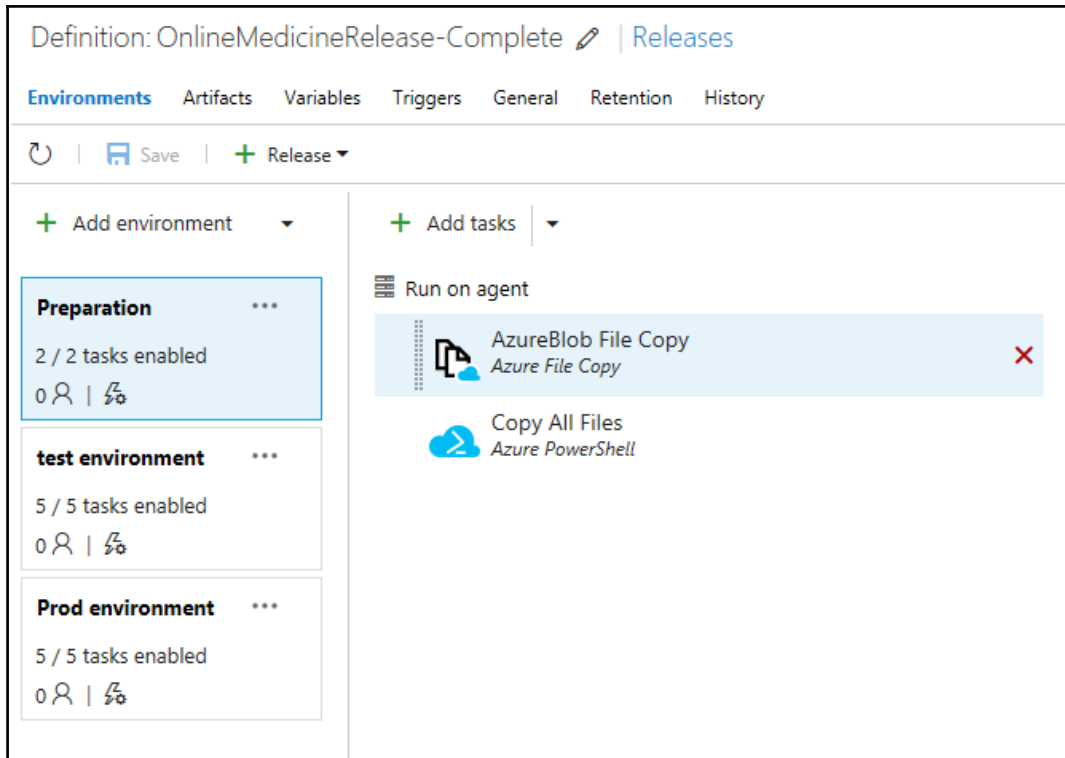 Definition: OnlineMedicineRelease-Complete | Releases
Environments Artifacts Variables Triggers General Retention History
Save | + Release
+ Add environment
Preparation ...
2 / 2 tasks enabled
0 |
test environment ...
5 / 5 tasks enabled
0 |
Prod environment ...
5 / 5 tasks enabled
0 |
+ Add tasks
Run on agent
AzureBlob File Copy
Azure File Copy
Copy All Files
Azure PowerShell